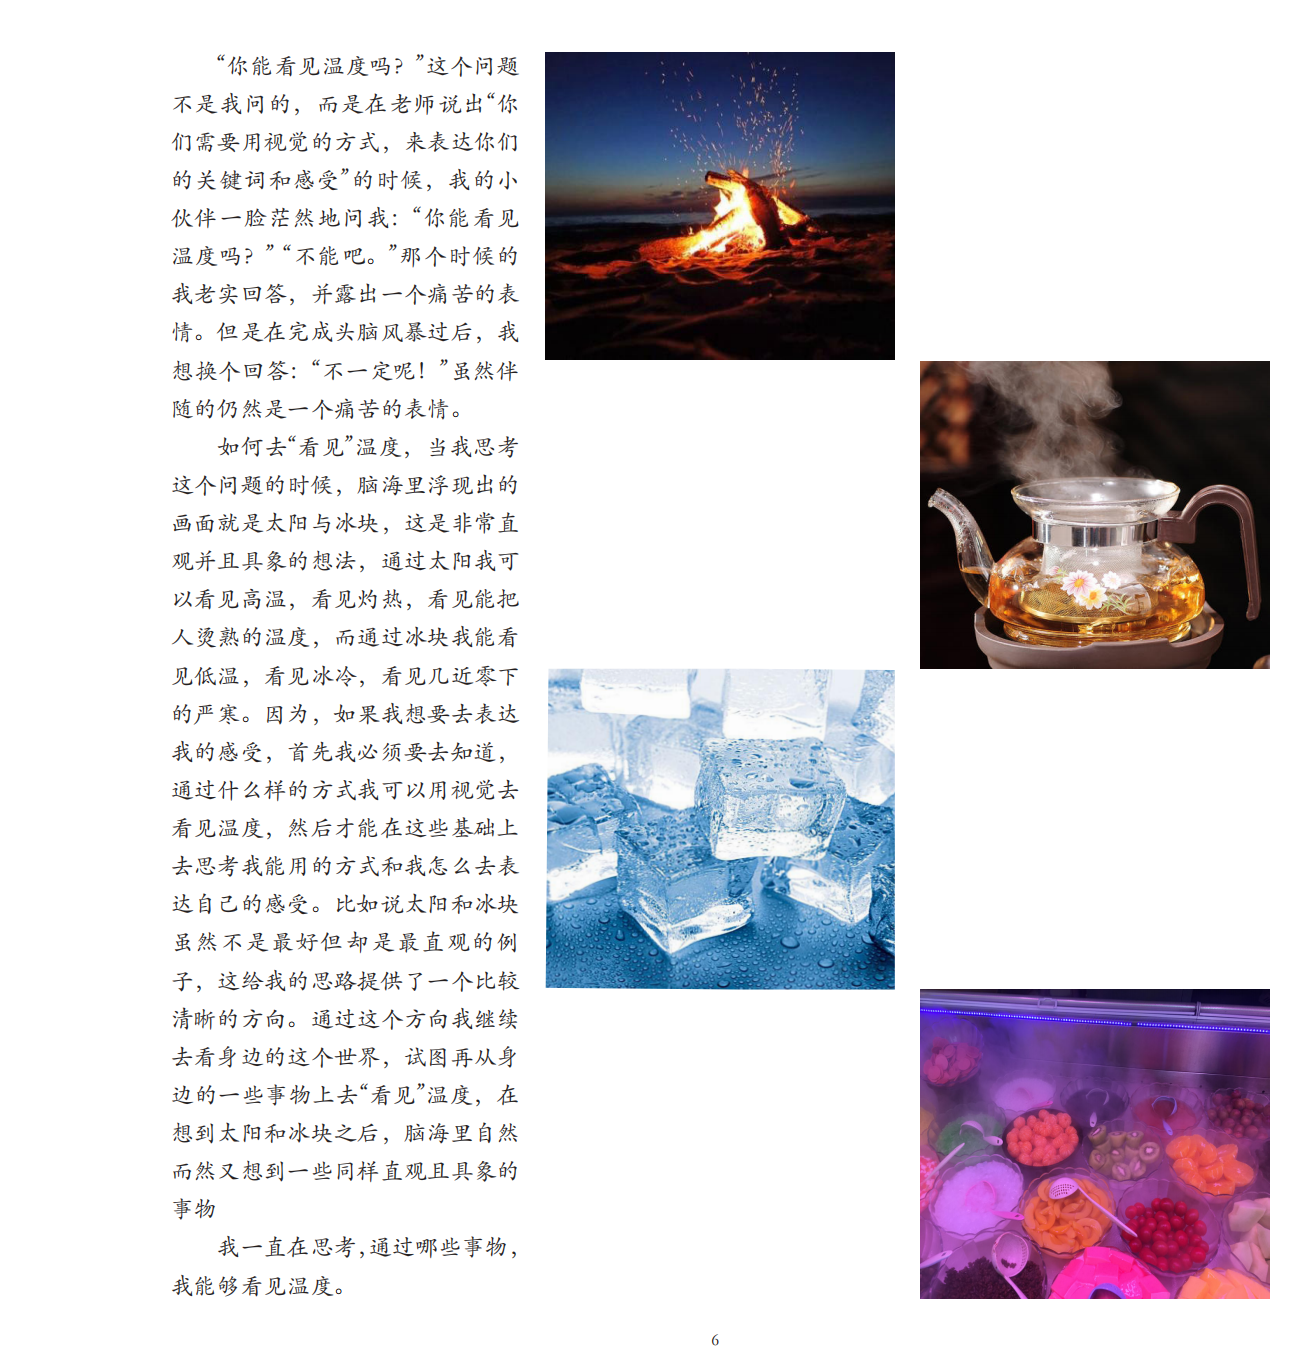 “你能看见温度吗？”这个问题
不是我问的，而是在老师说出“你
们需要用视觉的方式，来表达你们
的关键词和感受”的时候，我的小
伙伴一脸茫然地问我：“你能看见
温度吗？”“不能吧。”那个时候的
我老实回答，并露出一个痛苦的表
情。但是在完成头脑风暴过后，我
想换个回答：“不一定呢！”虽然伴
随的仍然是一个痛苦的表情。
如何去“看见”温度，当我思考
这个问题的时候，脑海里浮现出的
画面就是太阳与冰块，这是非常直
观并且具象的想法，通过太阳我可
以看见高温，看见灼热，看见能把
人烫熟的温度，而通过冰块我能看
见低温，看见冰冷，看见几近零下
的严寒。因为，如果我想要去表达
我的感受，首先我必须要去知道，
通过什么样的方式我可以用视觉去
看见温度，然后才能在这些基础上
去思考我能用的方式和我怎么去表
达自己的感受。比如说太阳和冰块
虽然不是最好但却是最直观的例
子，这给我的思路提供了一个比较
清晰的方向。通过这个方向我继续
去看身边的这个世界，试图再从身
边的一些事物上去“看见”温度，在
想到太阳和冰块之后，脑海里自然
而然又想到一些同样直观且具象的
事物
我一直在思考，通过哪些事物，
我能够看见温度。
6